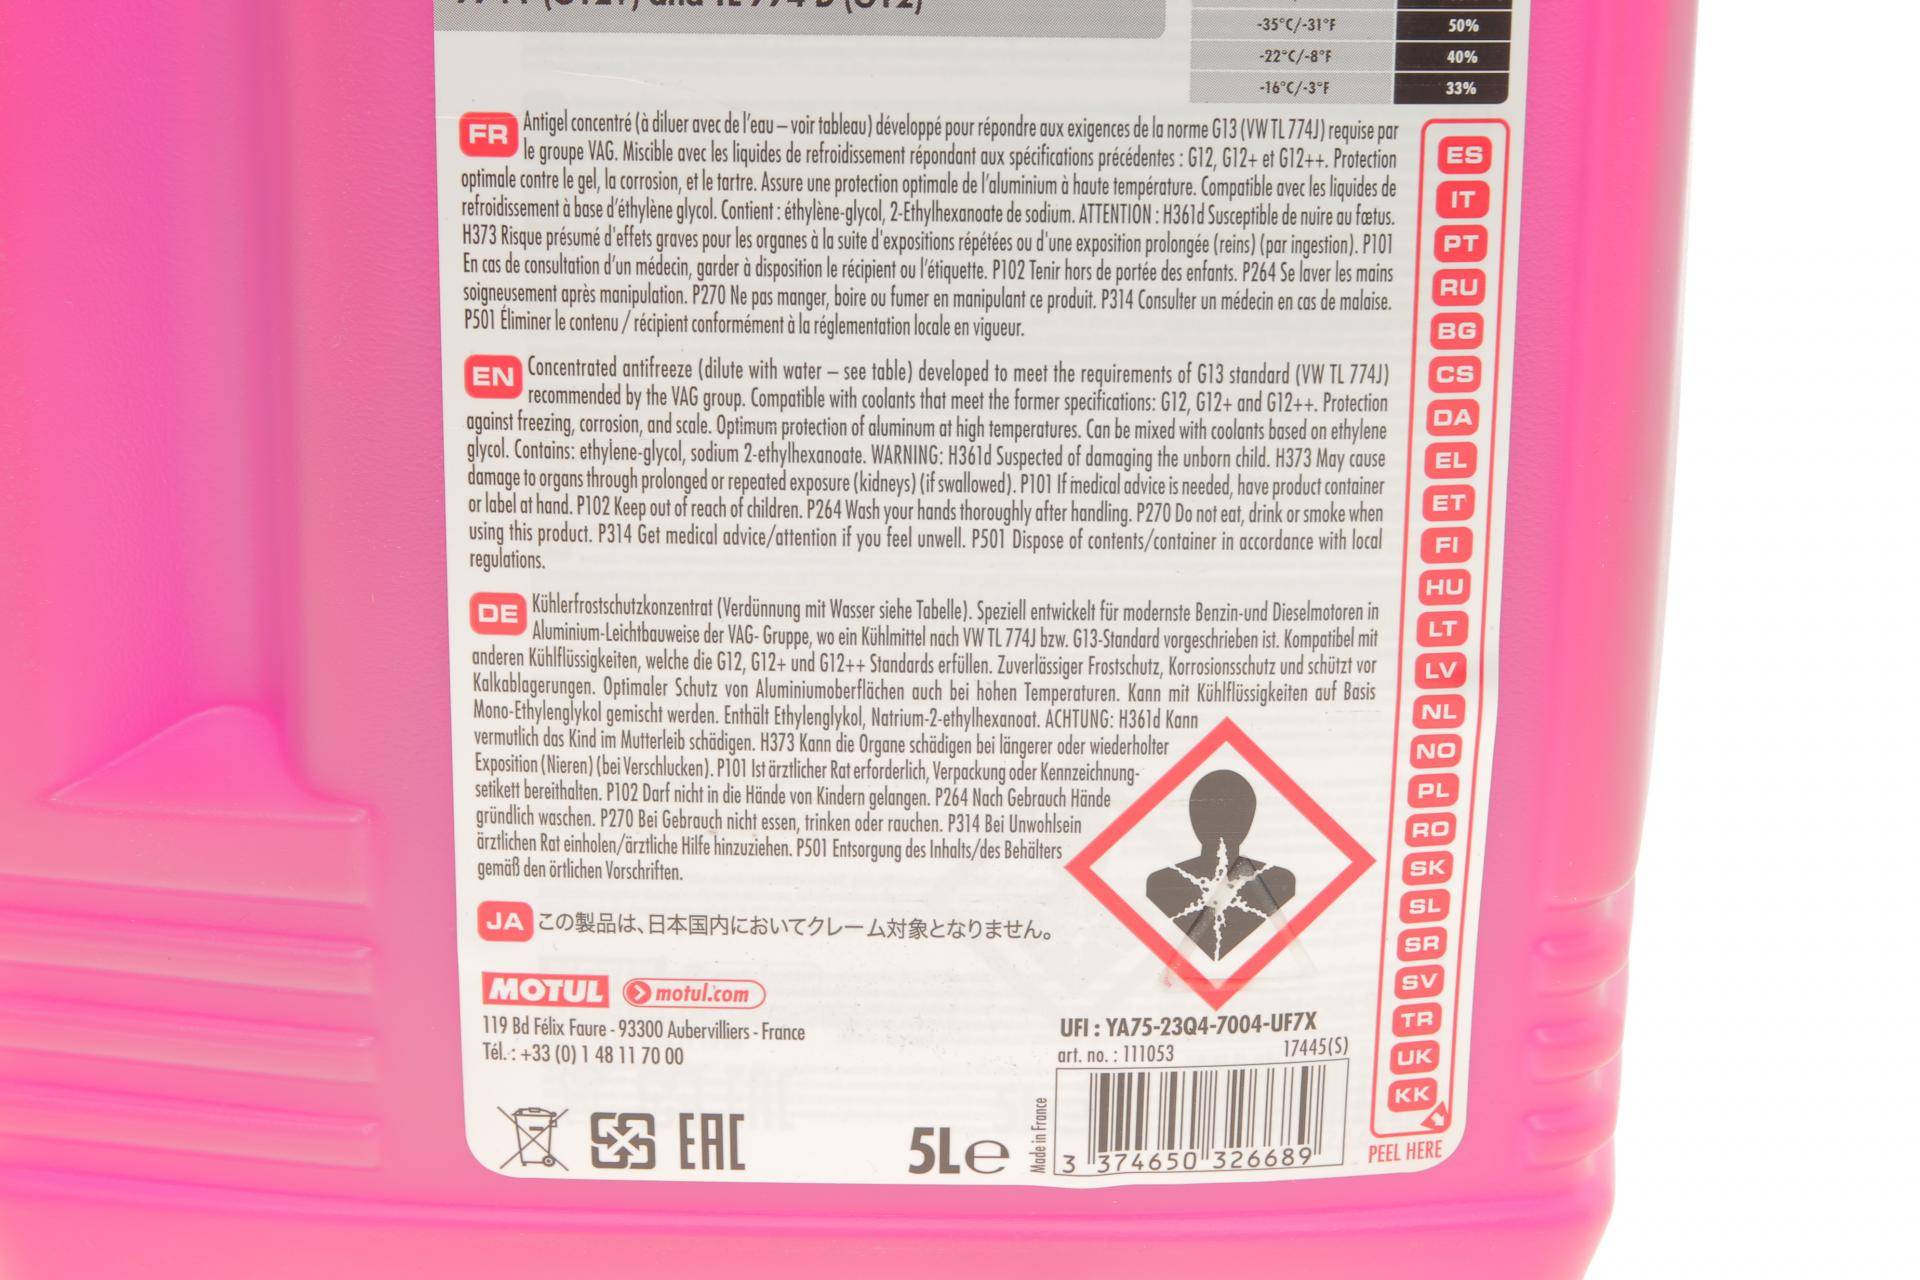 -35°C/-31°F 50%
-22°C/-8°F 40%
-16°C/-3°F 33%
FR Antigel concentré (à diluer avec de l'eau – voir tableau) développé pour répondre aux exigences de la norme G13 (VW TL 774J) requise par
le groupe VAG. Miscible avec les liquides de refroidissement répondant aux spécifications précédentes : G12, G12+ et G12++. Protection
optimale contre le gel, la corrosion, et le tartre. Assure une protection optimale de l'aluminium à haute température. Compatible avec les liquides de
refroidissement à base d'éthylène glycol. Contient : éthylène-glycol, 2-Ethylhexanoate de sodium. ATTENTION : H361d Susceptible de nuire au fœtus.
H373 Risque présumé d'effets graves pour les organes à la suite d'expositions répétées ou d'une exposition prolongée (reins) (par ingestion). P101
En cas de consultation d'un médecin, garder à disposition le récipient ou l'étiquette. P102 Tenir hors de portée des enfants. P264 Se laver les mains
soigneusement après manipulation. P270 Ne pas manger, boire ou fumer en manipulant ce produit. P314 Consulter un médecin en cas de malaise.
P501 Éliminer le contenu / récipient conformément à la réglementation locale en vigueur.
EN Concentrated antifreeze (dilute with water – see table) developed to meet the requirements of G13 standard (VW TL 774J)
recommended by the VAG group. Compatible with coolants that meet the former specifications: G12, G12+ and G12++. Protection
against freezing, corrosion, and scale. Optimum protection of aluminum at high temperatures. Can be mixed with coolants based on ethylene
glycol. Contains: ethylene-glycol, sodium 2-ethylhexanoate. WARNING: H361d Suspected of damaging the unborn child. H373 May cause
damage to organs through prolonged or repeated exposure (kidneys) (if swallowed). P101 If medical advice is needed, have product container
or label at hand. P102 Keep out of reach of children. P264 Wash your hands thoroughly after handling. P270 Do not eat, drink or smoke when
using this product. P314 Get medical advice/attention if you feel unwell. P501 Dispose of contents/container in accordance with local
regulations.
DE Kühlerfrostschutzkonzentrat (Verdünnung mit Wasser siehe Tabelle). Speziell entwickelt für modernste Benzin-und Dieselmotoren in
Aluminium-Leichtbauweise der VAG- Gruppe, wo ein Kühlmittel nach VW TL 774J bzw. G13-Standard vorgeschrieben ist. Kompatibel mit
anderen Kühlflüssigkeiten, welche die G12, G12+ und G12++ Standards erfüllen. Zuverlässiger Frostschutz, Korrosionsschutz und schützt vor
Kalkablagerungen. Optimaler Schutz von Aluminiumoberflächen auch bei hohen Temperaturen. Kann mit Kühlflüssigkeiten auf Basis
Mono-Ethylenglykol gemischt werden. Enthält Ethylenglykol, Natrium-2-ethylhexanoat. ACHTUNG: H361d Kann
vermutlich das Kind im Mutterleib schädigen. H373 Kann die Organe schädigen bei längerer oder wiederholter
Exposition (Nieren) (bei Verschlucken). P101 Ist ärztlicher Rat erforderlich, Verpackung oder Kennzeichnung-
setikett bereithalten. P102 Darf nicht in die Hände von Kindern gelangen. P264 Nach Gebrauch Hände
gründlich waschen. P270 Bei Gebrauch nicht essen, trinken oder rauchen. P314 Bei Unwohlsein
ärztlichen Rat einholen/ärztliche Hilfe hinzuziehen. P501 Entsorgung des Inhalts/des Behälters
gemäß den örtlichen Vorschriften.
JA この製品は、日本国内においてクレーム対象となりません。
MOTUL motul.com
119 Bd Félix Faure - 93300 Aubervilliers - France
Tél. : +33 (0) 1 48 11 70 00
EAC
5L℮
Made in France
UFI : YA75-23Q4-7004-UF7X
art. no. : 111053 17445(S)
3 374650 326689
ES
IT
PT
RU
BG
CS
DA
EL
ET
FI
HU
LT
LV
NL
NO
PL
RO
SK
SL
SR
SV
TR
UK
KK
PEEL HERE